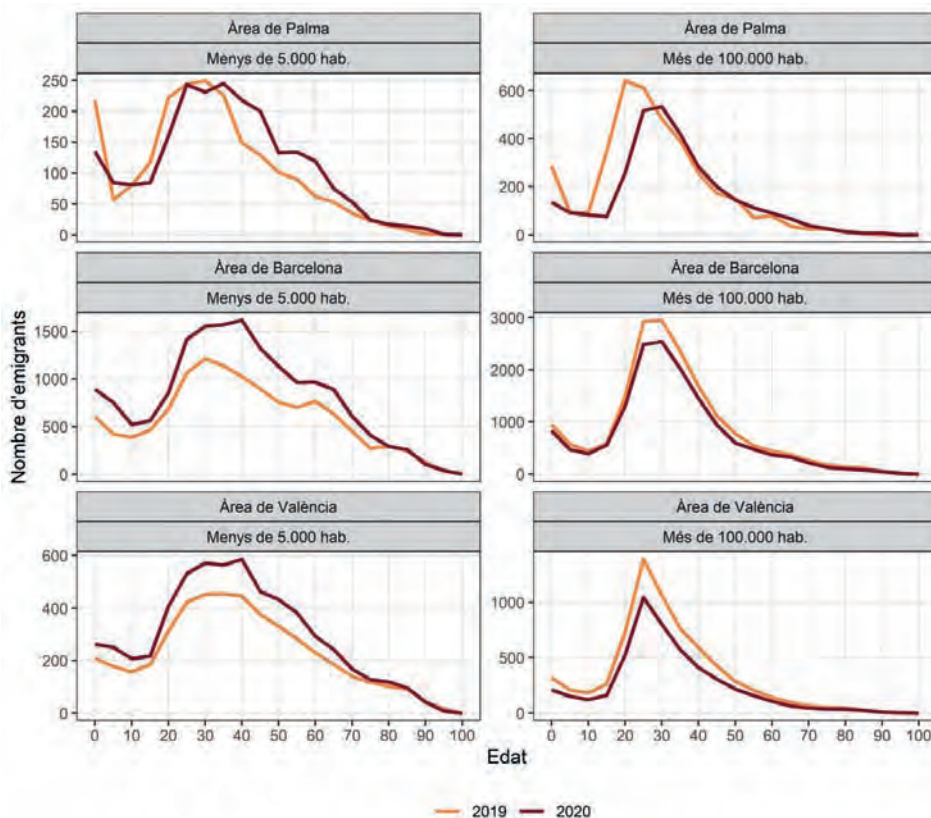 Àrea de Palma
Menys de 5.000 hab.
250
200
150
100
50
0
Àrea de Palma
Més de 100.000 hab.
600
400
200
0
Àrea de Barcelona
Menys de 5.000 hab.
1500
1000
500
0
Àrea de Barcelona
Més de 100.000 hab.
3000
2000
1000
0
Àrea de València
Menys de 5.000 hab.
600
400
200
0
0 10 20 30 40 50 60 70 80 90 100
Àrea de València
Més de 100.000 hab.
1000
500
0
0 10 20 30 40 50 60 70 80 90 100
Nombre d'emigrants
Edat
2019 2020